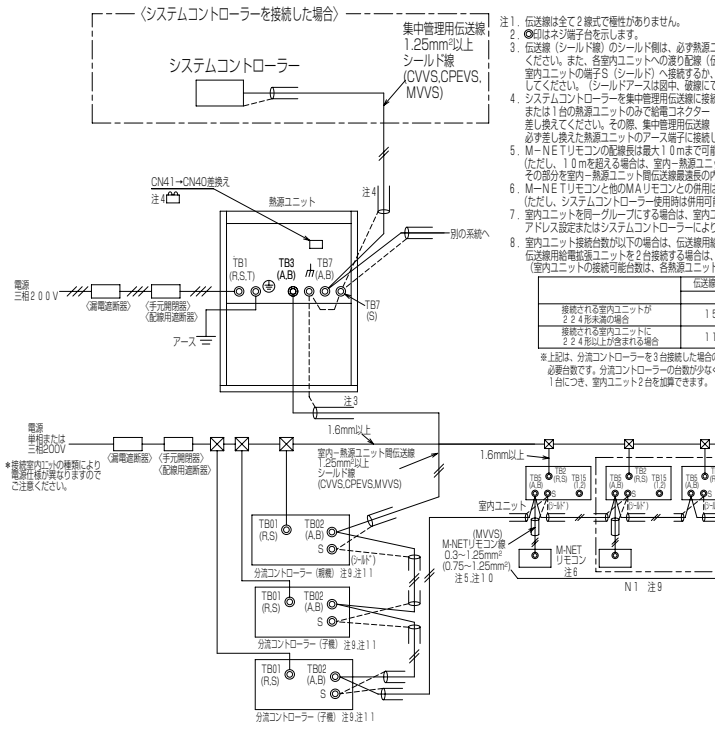 〈システムコントローラーを接続した場合〉
システムコントローラー
集中管理用伝送線
1.25mm²以上
シールド線
(CVVS,CPEVS,
MVVS)
注1. 伝送線は全て2線式で極性がありません。
2. ◎印はネジ端子台を示します。
3. 伝送線（シールド線）のシールド側は、必ず熱源ユ
ください。また、各室内ユニットへの渡り配線（伝
室内ユニットの端子S（シールド）へ接続するか、
してください。（シールドアースは図中、破線にて
4. システムコントローラーを集中管理用伝送線に接続
または1台の熱源ユニットのみで給電コネクター
差し換えてください。その際、集中管理用伝送線
必ず差し換えた熱源ユニットのアース端子に接続し
5. M－NETリモコンの配線長は最大10mまで可能
(ただし、10mを超える場合は、室内－熱源ユニッ
その部分を室内－熱源ユニット間伝送線最遠長の内
6. M－NETリモコンと他のMAリモコンとの併用は
(ただし、システムコントローラー使用時は併用可能
7. 室内ユニットを同一グループにする場合は、室内ユ
アドレス設定またはシステムコントローラーにより
8. 室内ユニット接続台数が以下の場合は、伝送線用給
伝送線用給電拡張ユニットを2台接続する場合は、
(室内ユニットの接続可能台数は、各熱源ユニット
伝送線
接続される室内ユニットが
224形未満の場合
15
接続される室内ユニットに
224形以上が含まれる場合
11
※上記は、分流コントローラーを3台接続した場合の
必要台数です。分流コントローラーの台数が少なく
1台につき、室内ユニット2台を加算できます。
CN41→CN40差換え
注4
熱源ユニット
注4
別の系統へ
TB1
(R,S,T)
TB3
(A,B)
TB7
(A,B)
TB7
(S)
電源
三相200V
〈漏電遮断器〉
〈手元開閉器〉
〈配線用遮断器〉
アース
注3
1.6mm以上
電源
単相または
三相200V
〈漏電遮断器〉
〈手元開閉器〉
〈配線用遮断器〉
＊接続室内ユニットの種類により
電源仕様が異なりますので
ご注意ください。
室内－熱源ユニット間伝送線
1.25mm²以上
シールド線
(CVVS,CPEVS,MVVS)
1.6mm以上
TB5
(A,B)
TB2
(R,S)
TB15
(1,2)
S
(シールド)
TB5
(A,B)
TB2
(R,S)
TB15
(1,2)
S
(シールド)
TB5
(A,B)
S
室内ユニット
(MVVS)
M-NETリモコン線
0.3~1.25mm²
(0.75~1.25mm²)
注5.注10
M-NET
リモコン
注6
N1 注9
TB01
(R,S)
TB02
(A,B)
S
(シールド)
分流コントローラー（親機）注9.注11
TB01
(R,S)
TB02
(A,B)
S
分流コントローラー（子機）注9.注11
TB01
(R,S)
TB02
(A,B)
S
分流コントローラー（子機）注9.注11